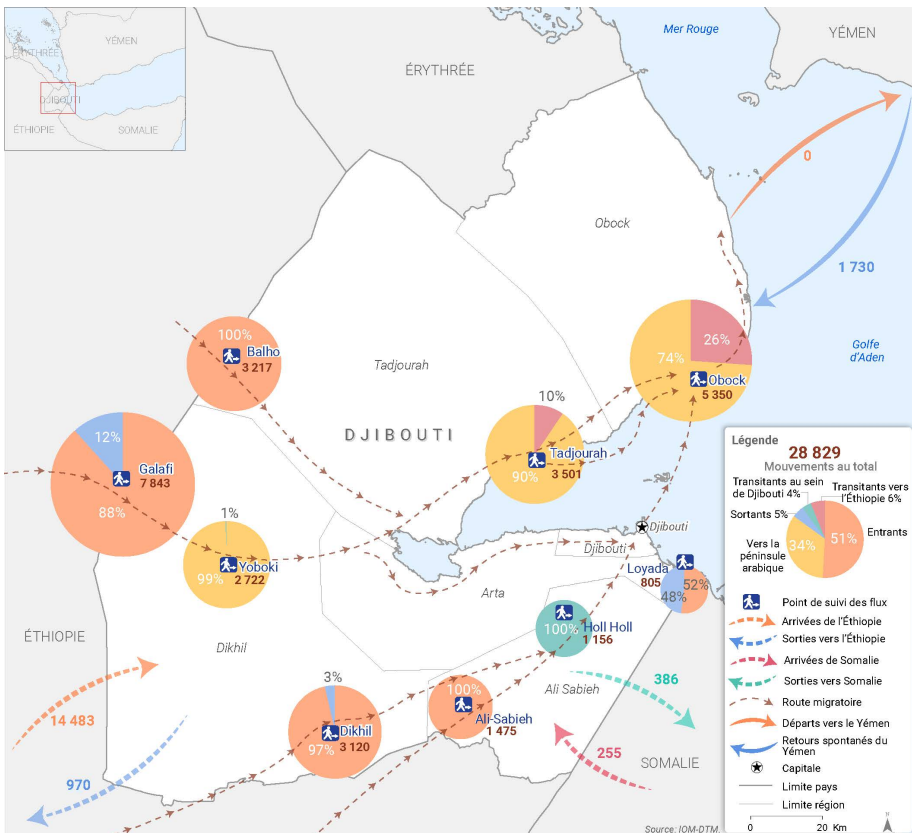 YÉMEN
ÉRYTHRÉE
DJIBOUTI
ÉTHIOPIE
SOMALIE
Mer Rouge
YÉMEN
ÉRYTHRÉE
0
Obock
1 730
100%
Balho
3 217
Tadjourah
26%
74%
Obock
5 350
Golfe
d'Aden
12%
Galafi
7 843
88%
DJIBOUTI
10%
Tadjourah
3 501
90%
1%
Yoboki
2 722
99%
Djibouti
Djibouti
Loyada
805
52%
48%
Arta
Holl Holl
100%
1 156
ÉTHIOPIE
Dikhil
Ali Sabieh
386
14 483
3%
Dikhil
97%
3 120
100%
Ali-Sabieh
1 475
255
SOMALIE
970
Légende
28 829
Mouvements au total
Transitants au sein
de Djibouti 4%
Transitants vers
l'Éthiopie 6%
Sortants 5%
Entrants
51%
34%
Vers la
péninsule
arabique
Point de suivi des flux
Arrivées de l'Éthiopie
Sorties vers l'Éthiopie
Arrivées de Somalie
Sorties vers Somalie
Route migratoire
Départs vers le Yémen
Retours spontanés du
Yémen
Capitale
Limite pays
Limite région
0 20 Km
N
Source: IOM-DTM.